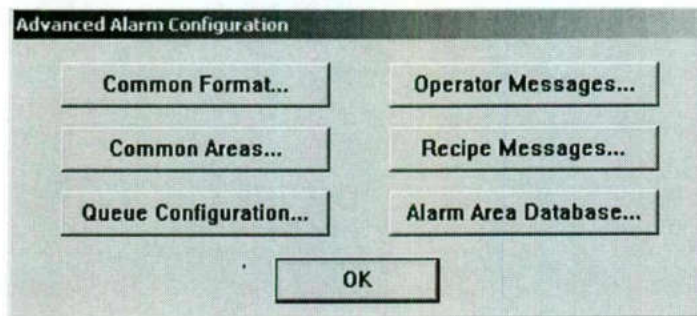 Advanced Alarm Configuration
Common Format...
Operator Messages...
Common Areas...
Recipe Messages...
Queue Configuration...
Alarm Area Database...
OK